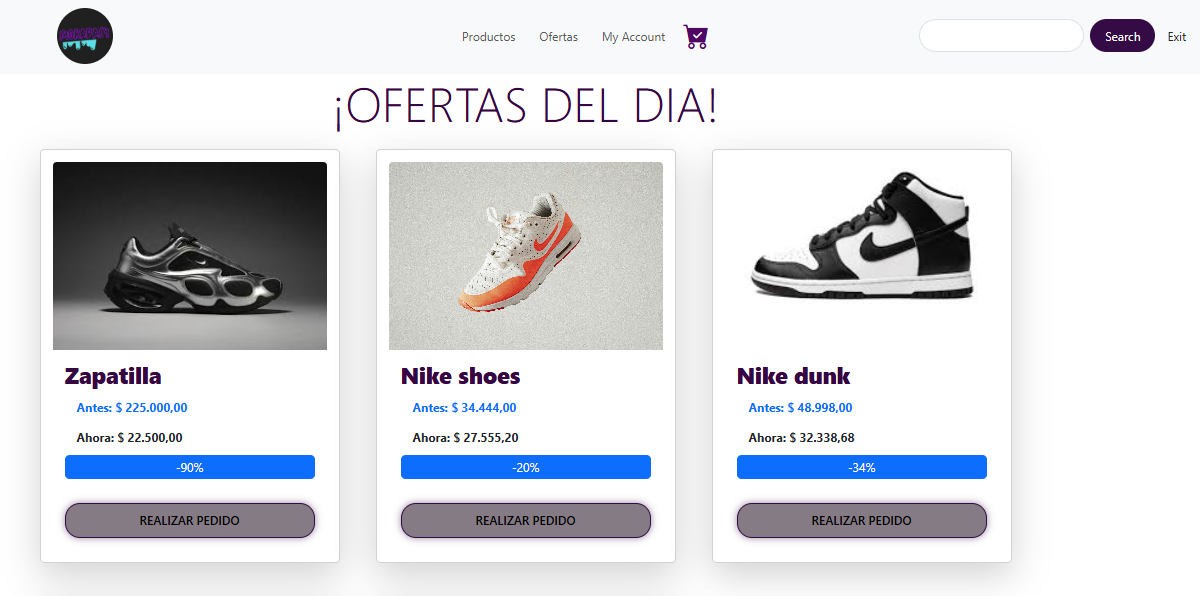 Productos Ofertas My Account Search Exit
¡OFERTAS DEL DIA!
Zapatilla
Antes: $ 225.000,00
Ahora: $ 22.500,00
-90%
REALIZAR PEDIDO
Nike shoes
Antes: $ 34.444,00
Ahora: $ 27.555,20
-20%
REALIZAR PEDIDO
Nike dunk
Antes: $ 48.998,00
Ahora: $ 32.338,68
-34%
REALIZAR PEDIDO